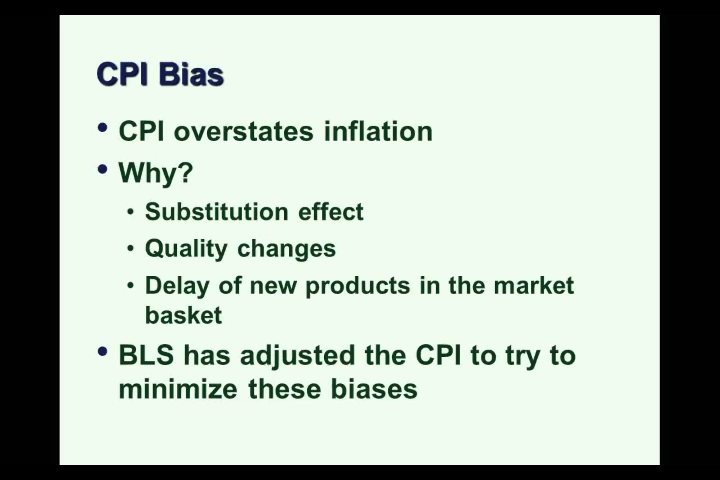 CPI Bias
• CPI overstates inflation
• Why?
• Substitution effect
• Quality changes
• Delay of new products in the market
basket
• BLS has adjusted the CPI to try to
minimize these biases